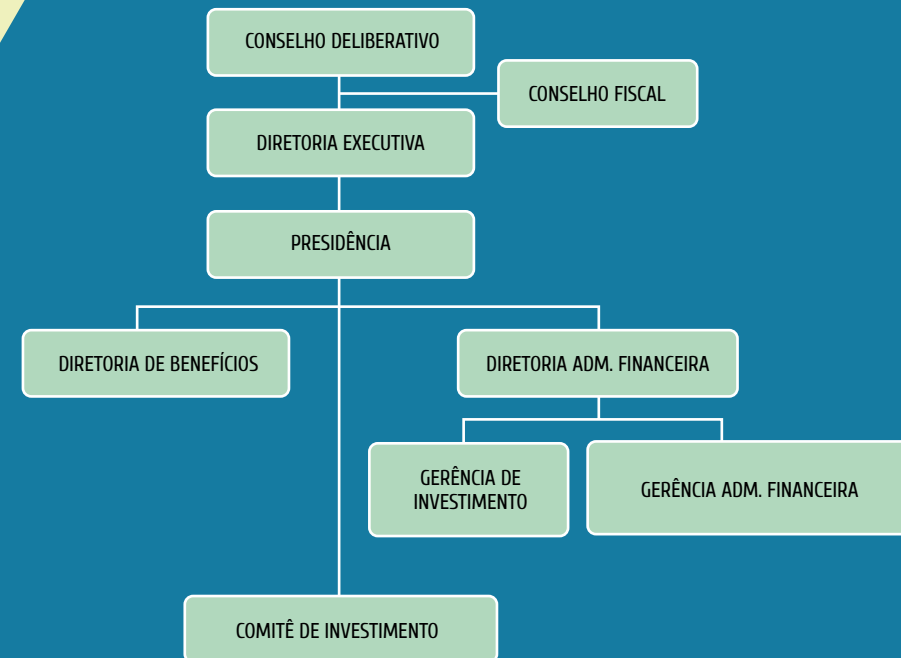 CONSELHO DELIBERATIVO
CONSELHO FISCAL
DIRETORIA EXECUTIVA
PRESIDÊNCIA
DIRETORIA DE BENEFÍCIOS
DIRETORIA ADM. FINANCEIRA
GERÊNCIA DE
INVESTIMENTO
GERÊNCIA ADM. FINANCEIRA
COMITÊ DE INVESTIMENTO